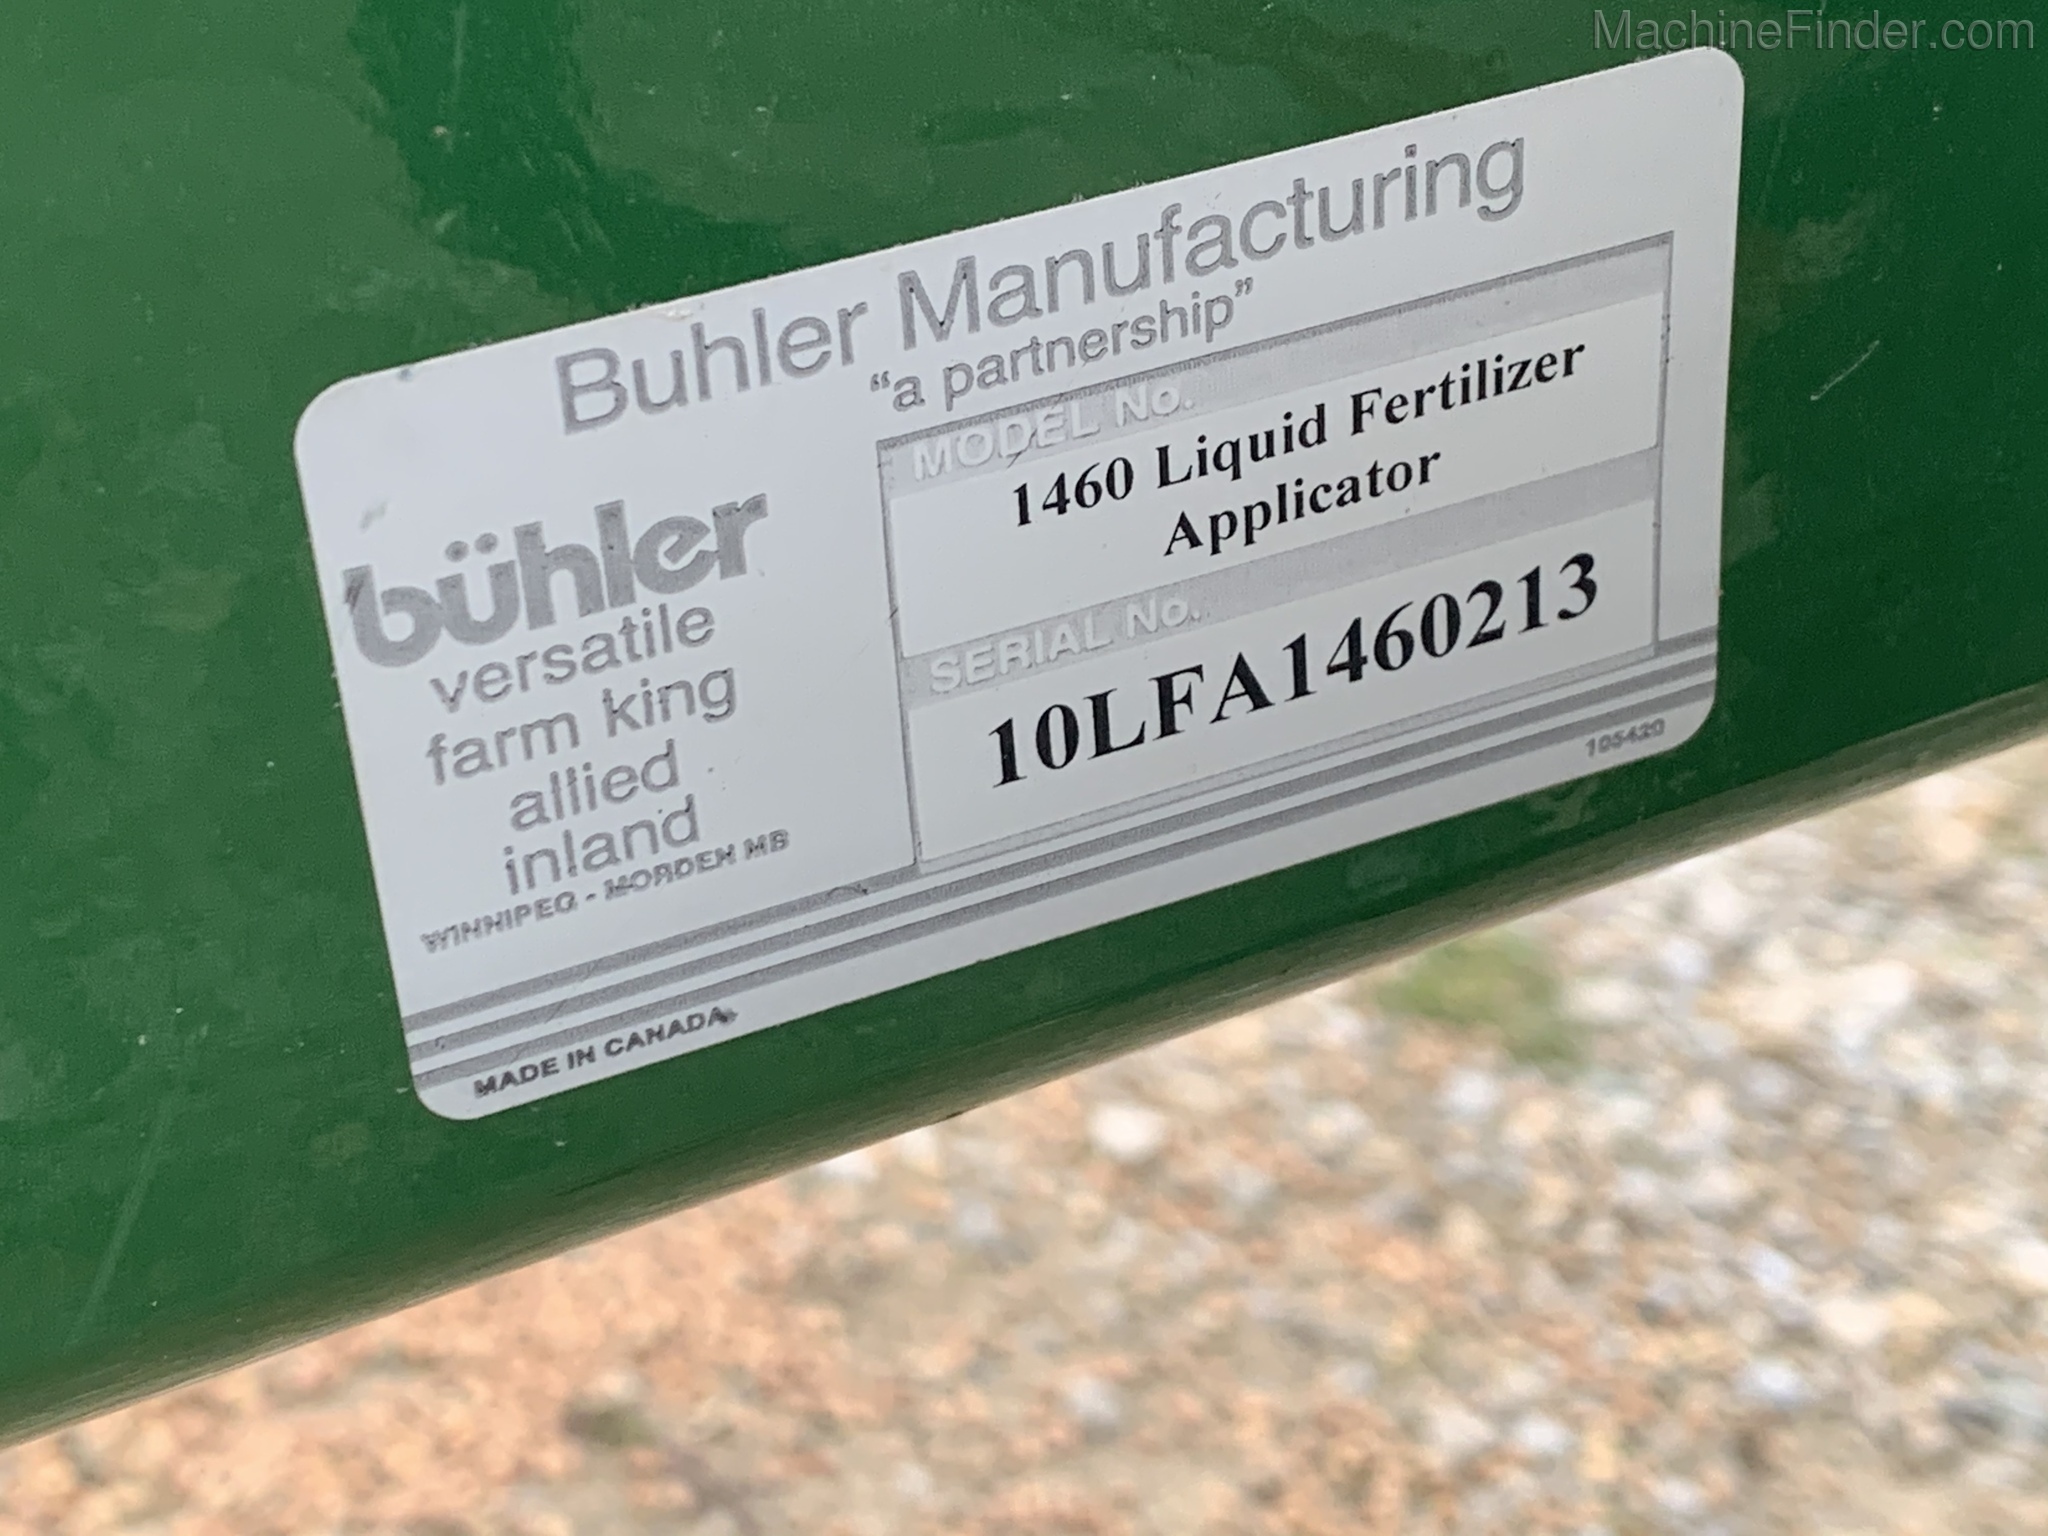 MachineFinder.com
Buhler Manufacturing
“a partnership”
MODEL No.
1460 Liquid Fertilizer
Applicator
SERIAL No.
10LFA1460213
bühler
versatile
farm king
allied
inland
WINNIPEG - MORDEN MB
105420
MADE IN CANADA